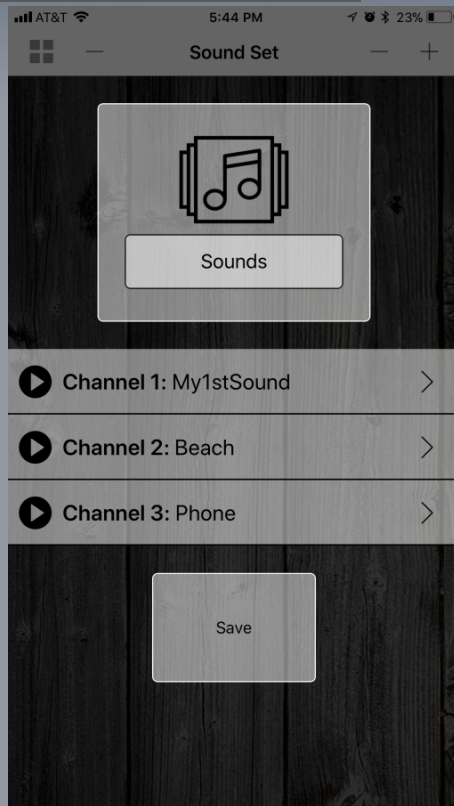 AT&T 5:44 PM 23%
Sound Set
Sounds
Channel 1: My1stSound
Channel 2: Beach
Channel 3: Phone
Save